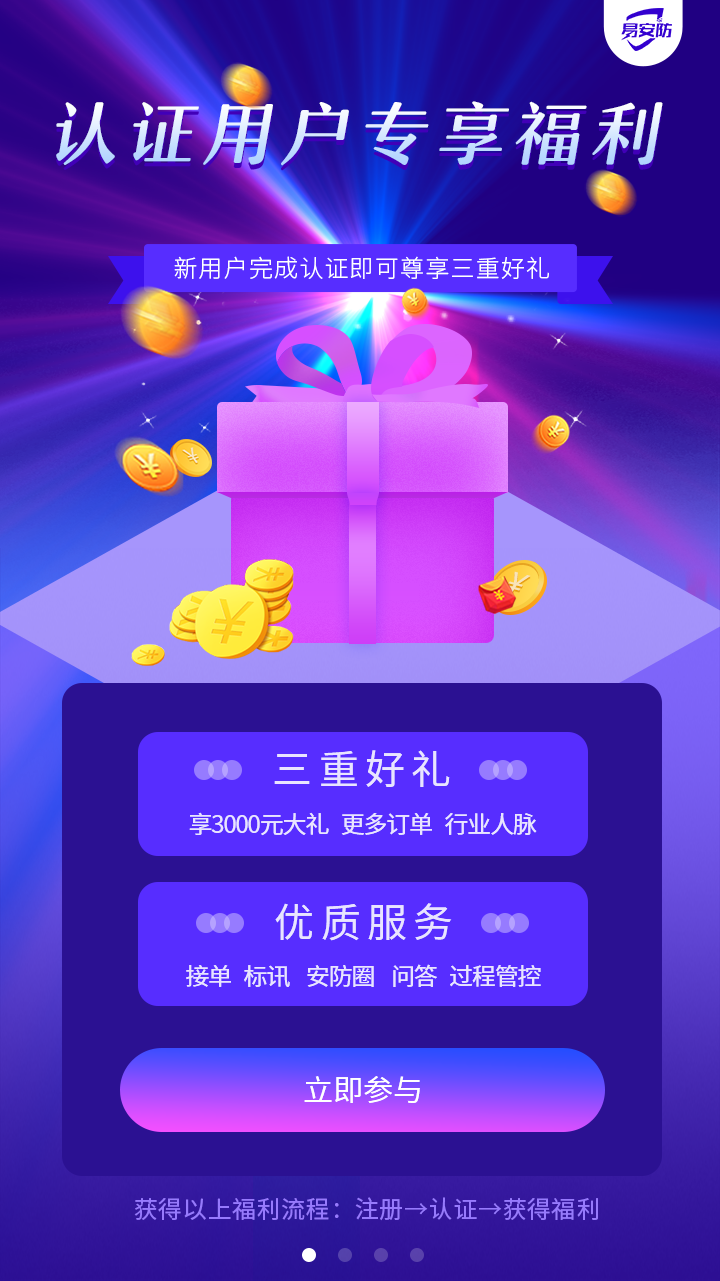 易安防
认证用户专享福利
新用户完成认证即可尊享三重好礼
三重好礼
享3000元大礼 更多订单 行业人脉
优质服务
接单 标讯 安防圈 问答 过程管控
立即参与
获得以上福利流程：注册→认证→获得福利